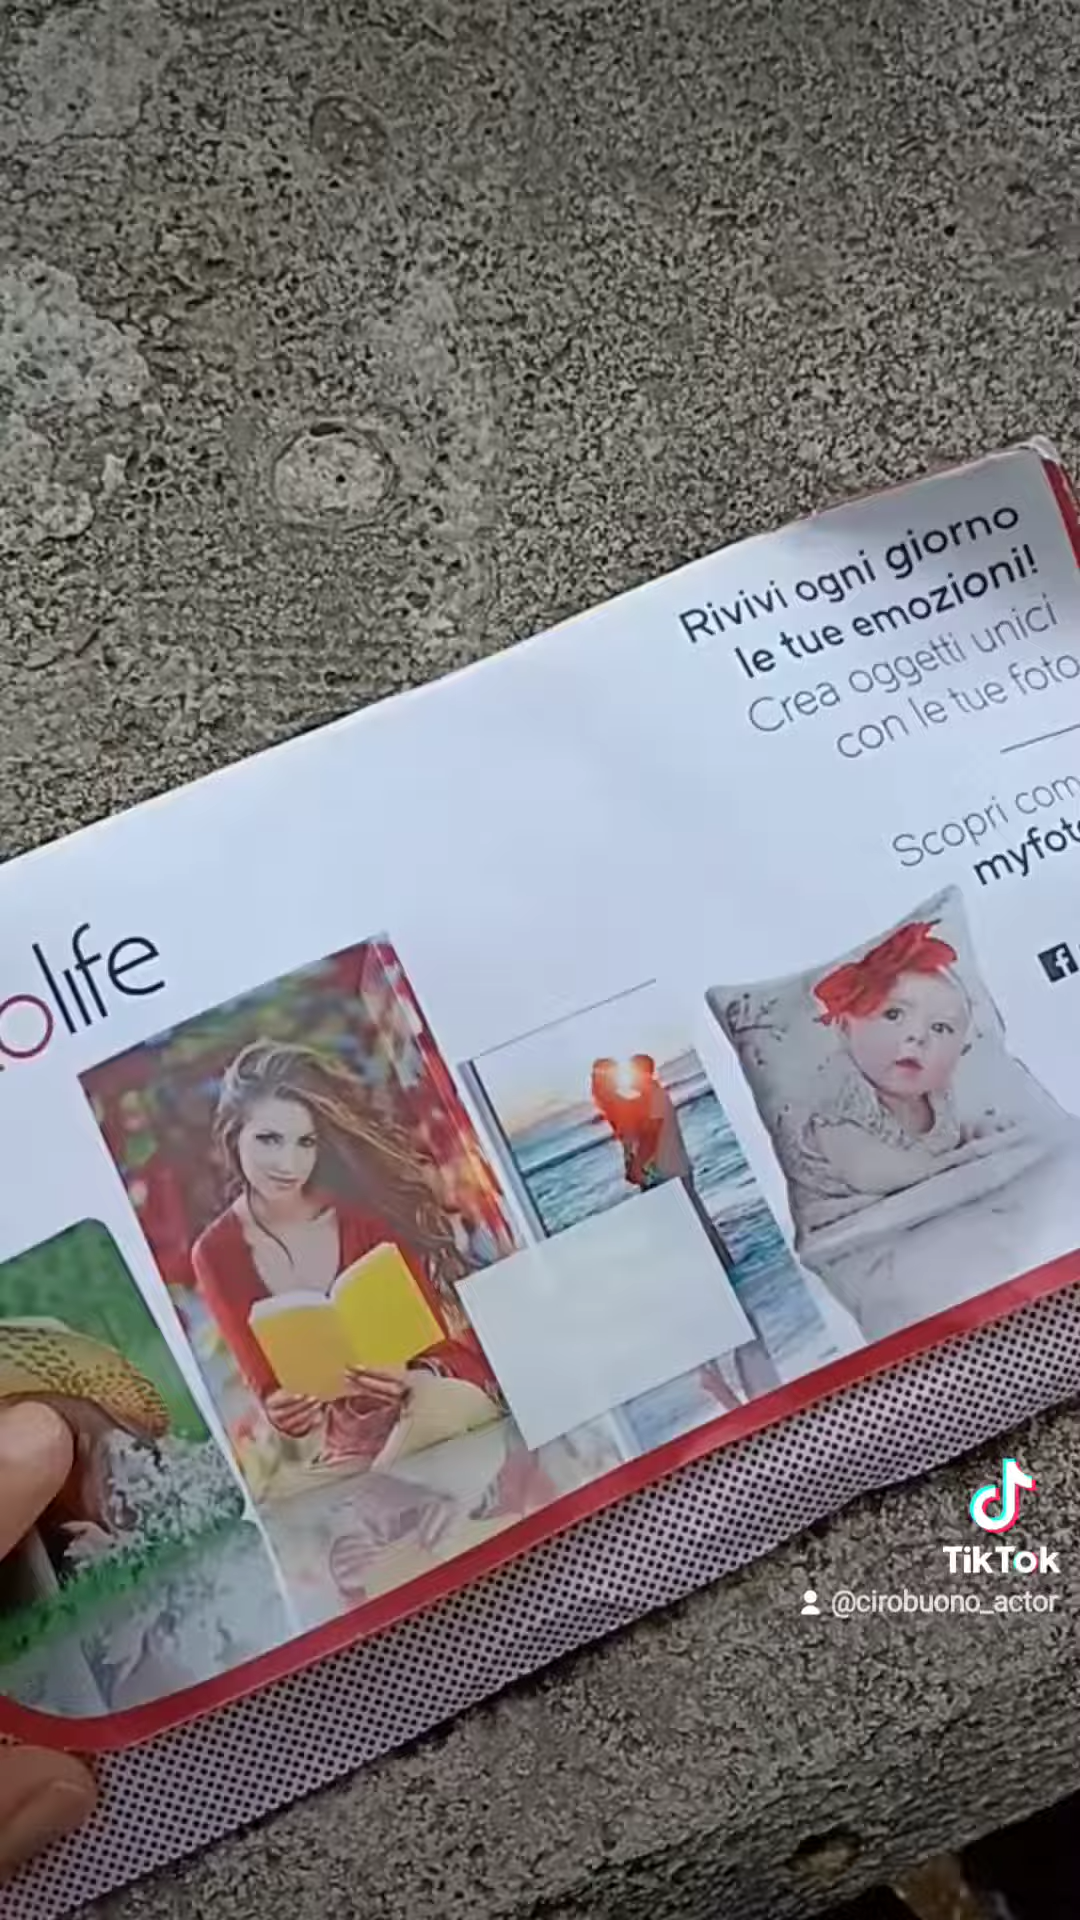 Rivivi ogni giorno
le tue emozioni!
Crea oggetti unici
con le tue foto
Scopri com
myfoto
olife
TikTok
@cirobuono_actor